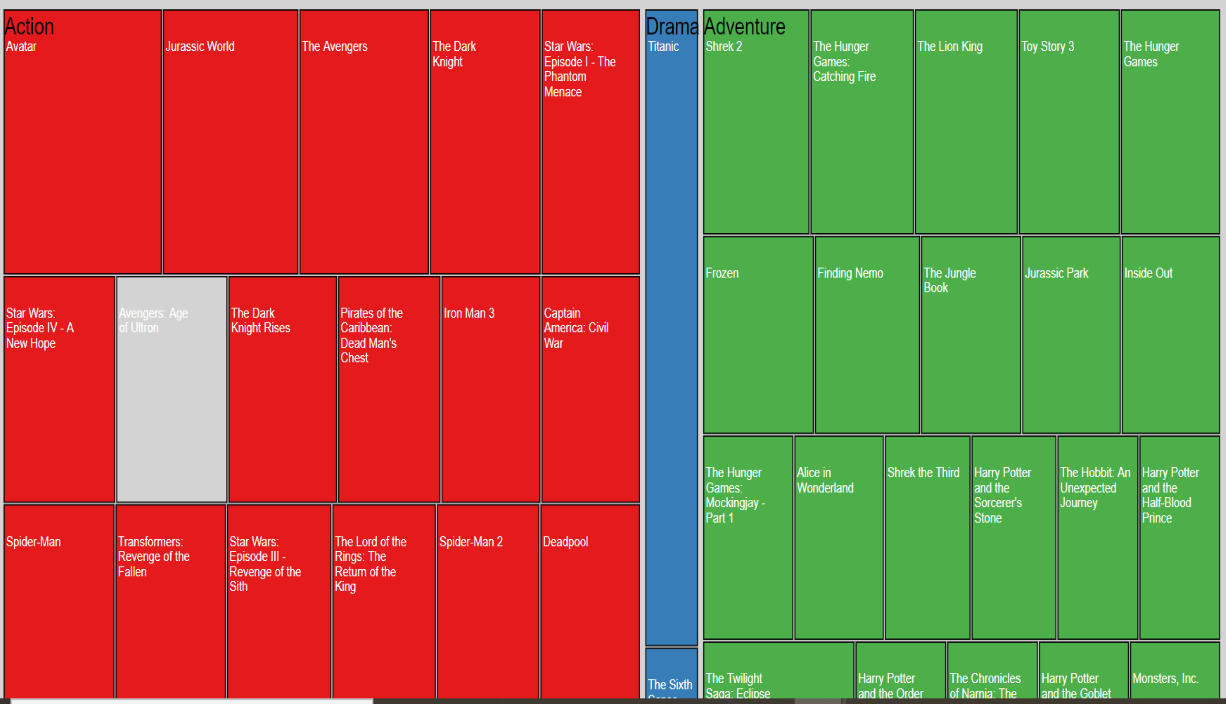 Action
Avatar
Jurassic World
The Avengers
The Dark
Knight
Star Wars:
Episode I - The
Phantom
Menace
Star Wars:
Episode IV - A
New Hope
Avengers: Age
of Ultron
The Dark
Knight Rises
Pirates of the
Caribbean:
Dead Man's
Chest
Iron Man 3
Captain
America: Civil
War
Spider-Man
Transformers:
Revenge of the
Fallen
Star Wars:
Episode III -
Revenge of the
Sith
The Lord of the
Rings: The
Return of the
King
Spider-Man 2
Deadpool
Drama
Titanic
The Sixth
Adventure
Shrek 2
The Hunger
Games:
Catching Fire
The Lion King
Toy Story 3
The Hunger
Games
Frozen
Finding Nemo
The Jungle
Book
Jurassic Park
Inside Out
The Hunger
Games:
Mockingjay -
Part 1
Alice in
Wonderland
Shrek the Third
Harry Potter
and the
Sorcerer's
Stone
The Hobbit: An
Unexpected
Journey
Harry Potter
and the
Half-Blood
Prince
The Twilight
Saga: Eclipse
Harry Potter
and the Order
The Chronicles
of Narnia: The
Harry Potter
and the Goblet
Monsters, Inc.